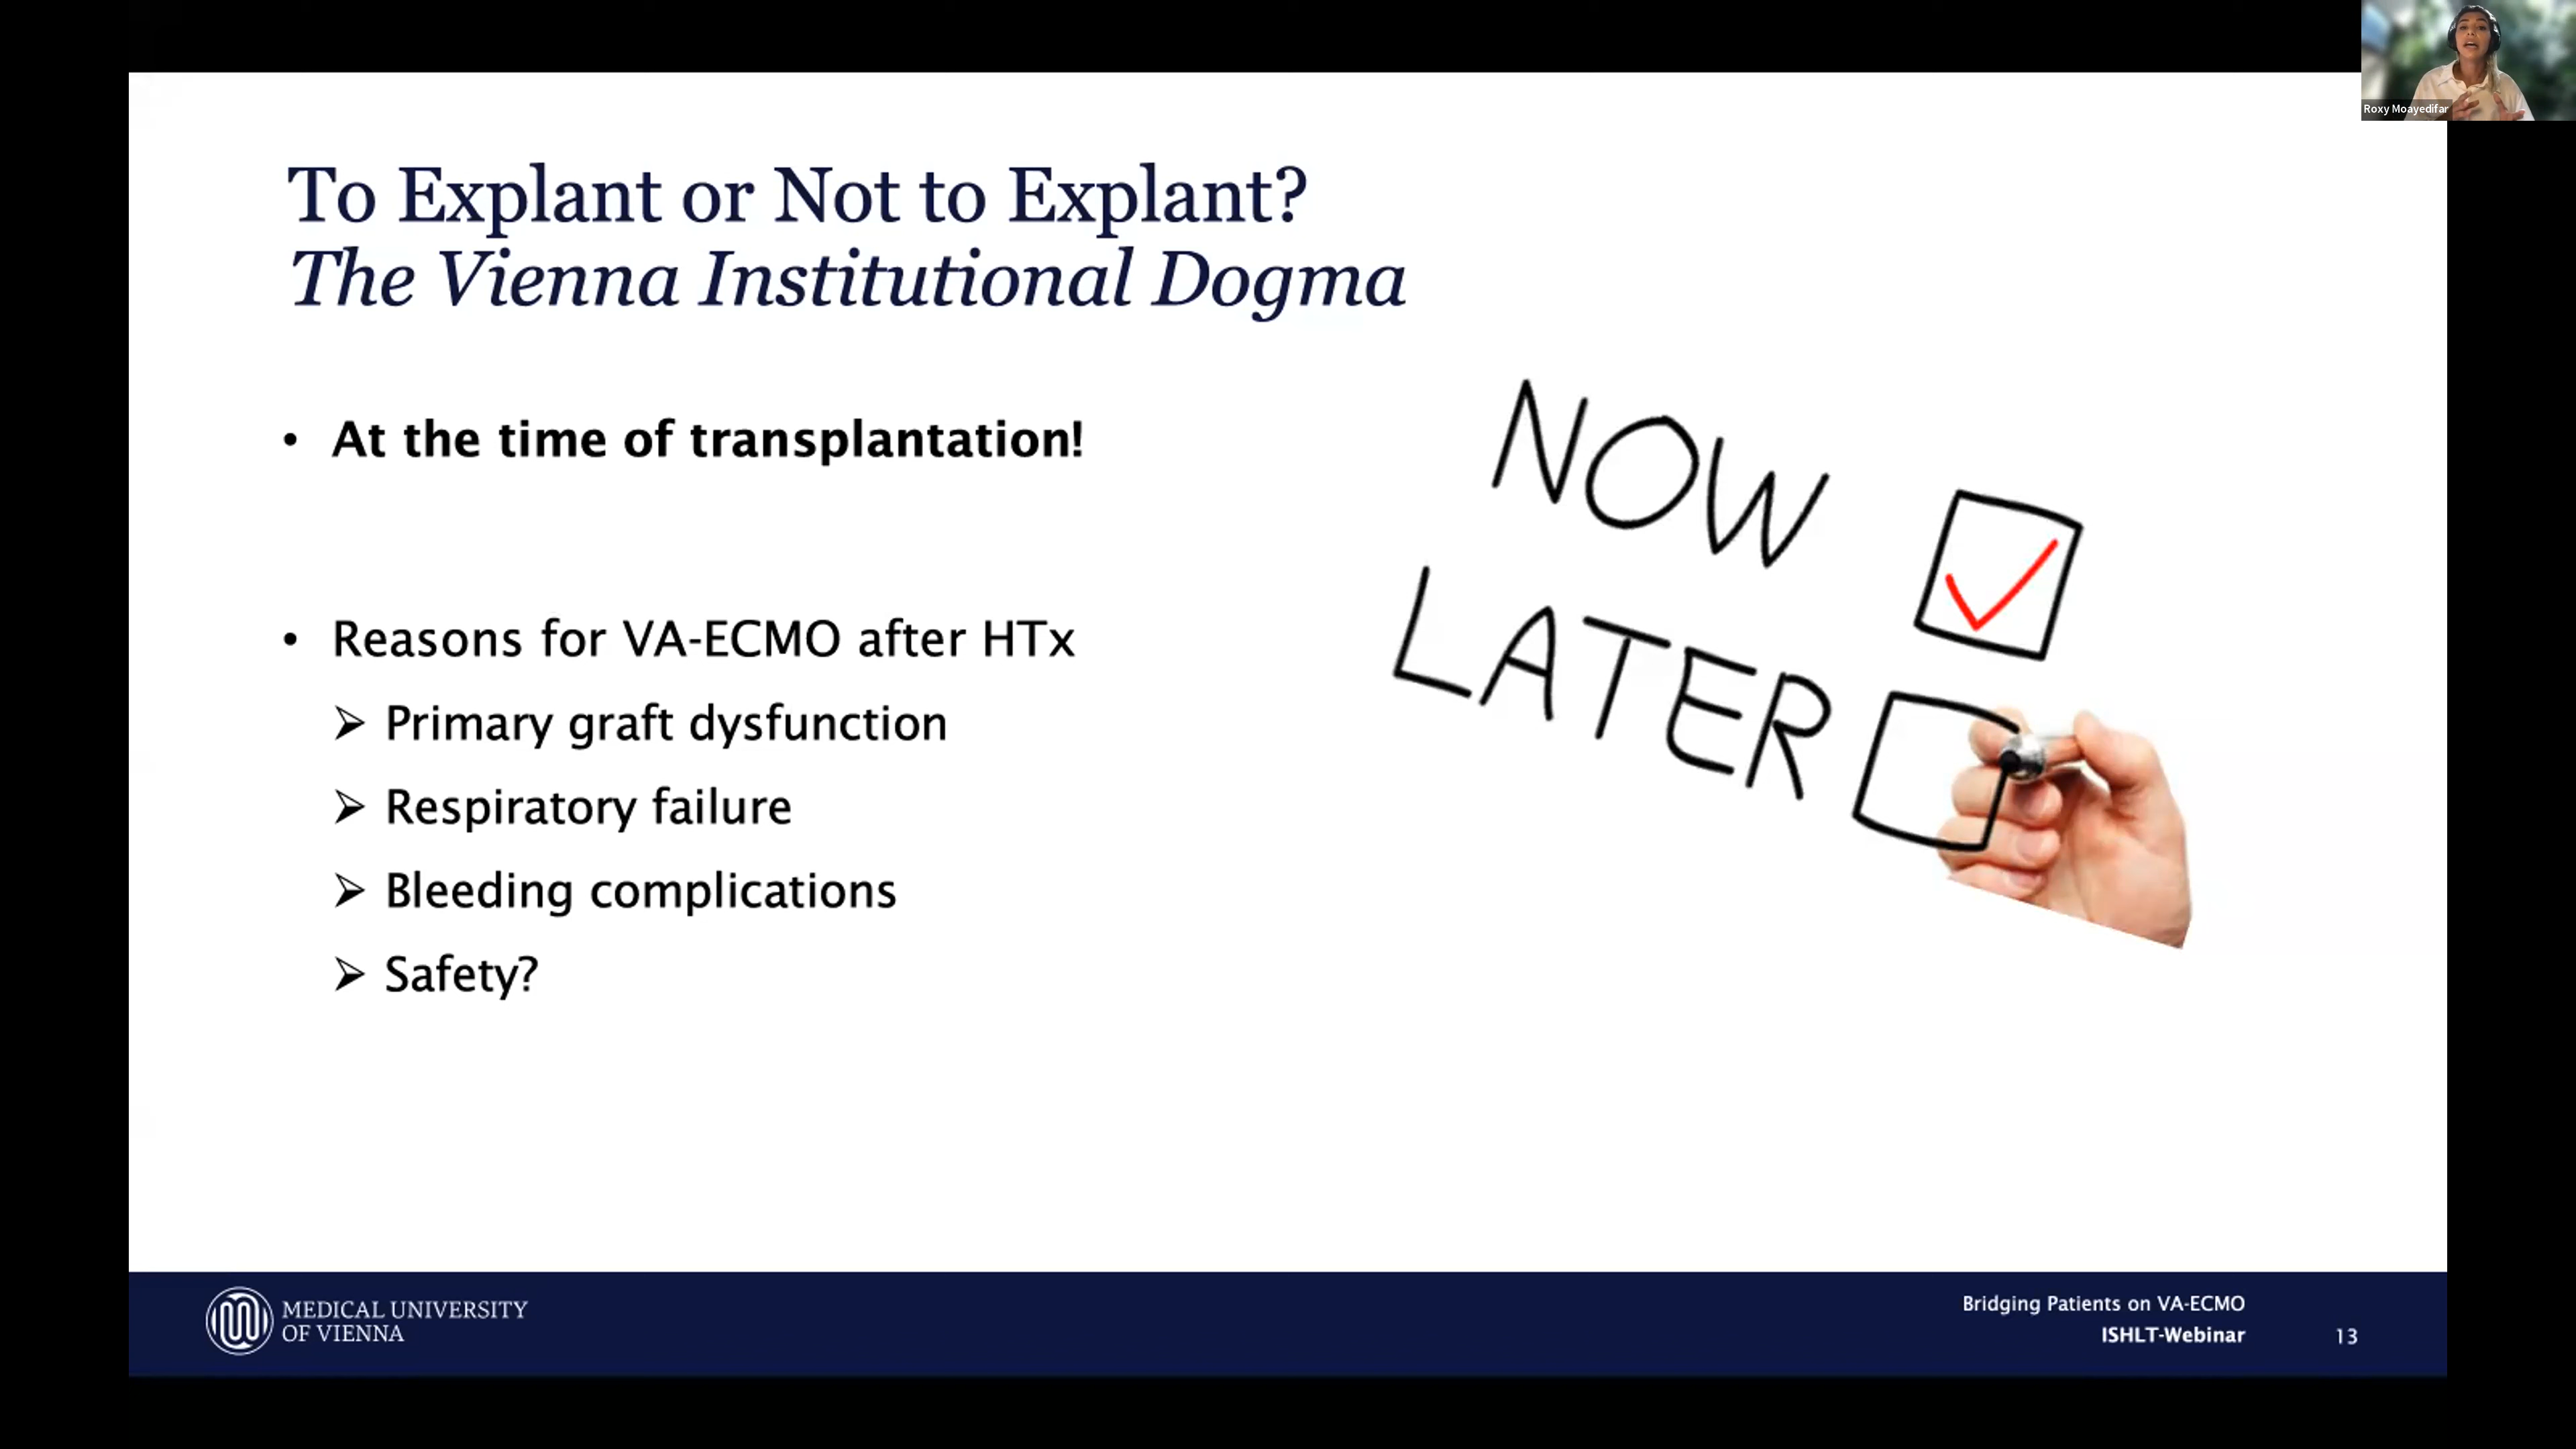 Roxy Moayedifar
To Explant or Not to Explant?
The Vienna Institutional Dogma
• At the time of transplantation!
• Reasons for VA-ECMO after HTx
➢ Primary graft dysfunction
➢ Respiratory failure
➢ Bleeding complications
➢ Safety?
NOW
LATER
MEDICAL UNIVERSITY
OF VIENNA
Bridging Patients on VA-ECMO
ISHLT-Webinar
13